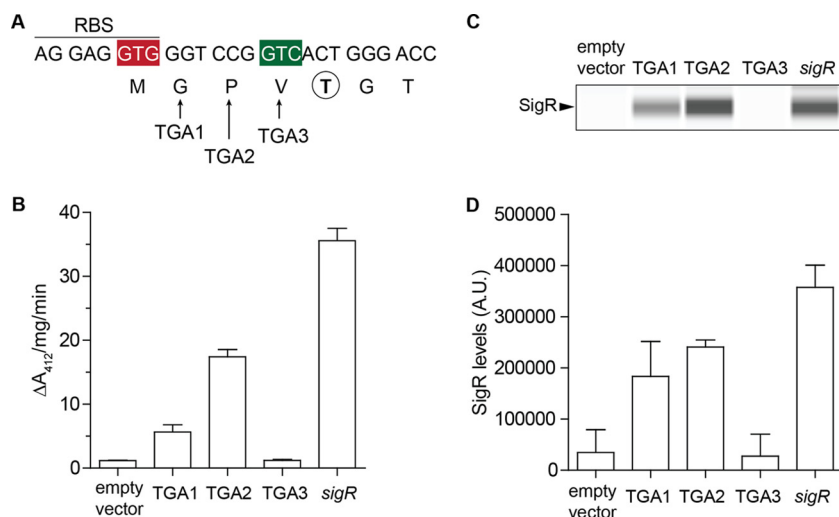 A
RBS
AG GAG GTG GGT CCG GTC ACT GGG ACC
M G P V T G T
TGA1 TGA3
TGA2
B
ΔA412/mg/min
40
30
20
10
0
empty vector TGA1 TGA2 TGA3 sigR
C
empty vector TGA1 TGA2 TGA3 sigR
SigR
D
SigR levels (A.U.)
500000
400000
300000
200000
100000
0
empty vector TGA1 TGA2 TGA3 sigR